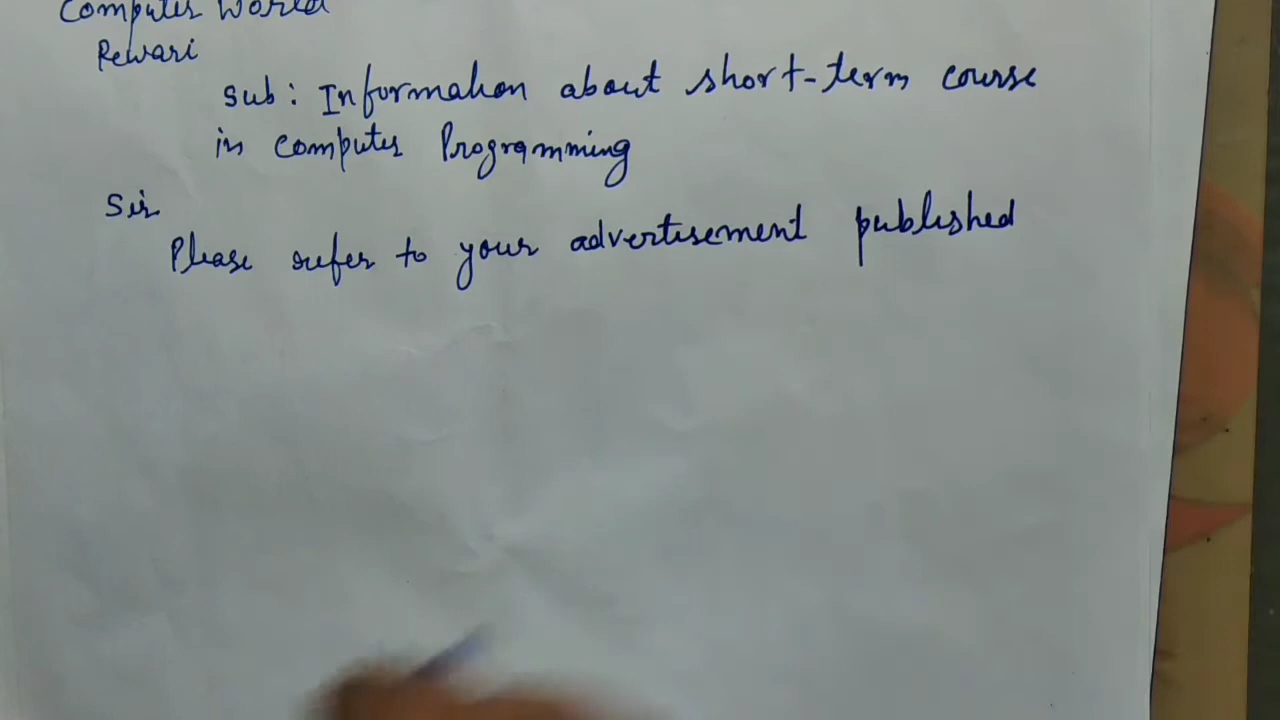 Computer World
Rewari
Sub : Information about short-term course
in Computer Programming
Sir
Please refer to your advertisement published